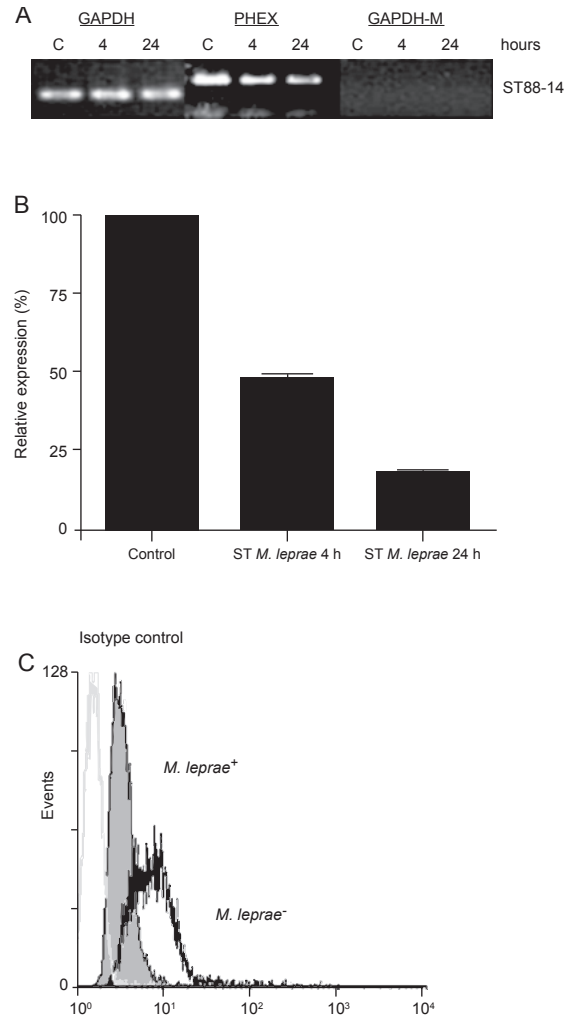 A
GAPDH PHEX GAPDH-M
C 4 24 C 4 24 C 4 24 hours
ST88-14
B
Relative expression (%)
100
75
50
25
0
Control ST M. leprae 4 h ST M. leprae 24 h
Isotype control
C
128
Events
M. leprae+
M. leprae-
0
10⁰ 10¹ 10² 10³ 10⁴